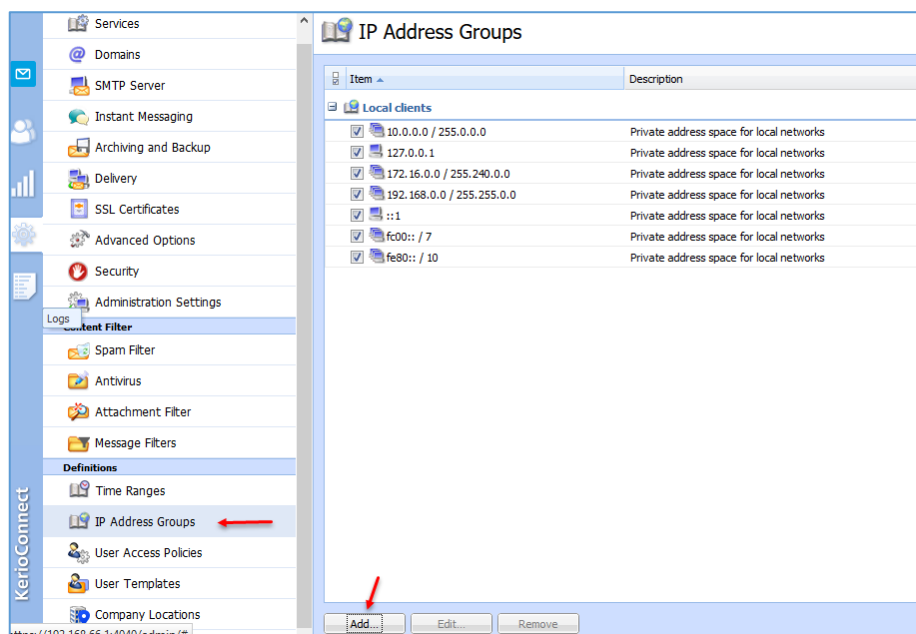 Services
Domains
SMTP Server
Instant Messaging
Archiving and Backup
Delivery
SSL Certificates
Advanced Options
Security
Administration Settings
Logs
Content Filter
Spam Filter
Antivirus
Attachment Filter
Message Filters
Definitions
Time Ranges
IP Address Groups
User Access Policies
User Templates
Company Locations
KerioConnect
IP Address Groups
Item Description
Local clients
10.0.0.0 / 255.0.0.0 Private address space for local networks
127.0.0.1 Private address space for local networks
172.16.0.0 / 255.240.0.0 Private address space for local networks
192.168.0.0 / 255.255.0.0 Private address space for local networks
::1 Private address space for local networks
fc00:: / 7 Private address space for local networks
fe80:: / 10 Private address space for local networks
Add... Edit... Remove